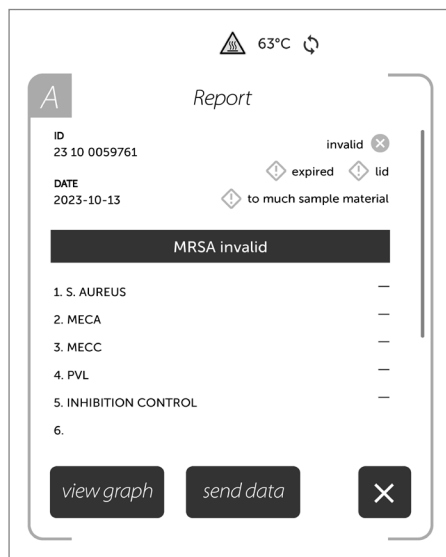 63°C
A
Report
ID
23 10 0059761
invalid
expired lid
DATE
2023-10-13
to much sample material
MRSA invalid
1. S. AUREUS —
2. MECA —
3. MECC —
4. PVL —
5. INHIBITION CONTROL —
6.
view graph send data